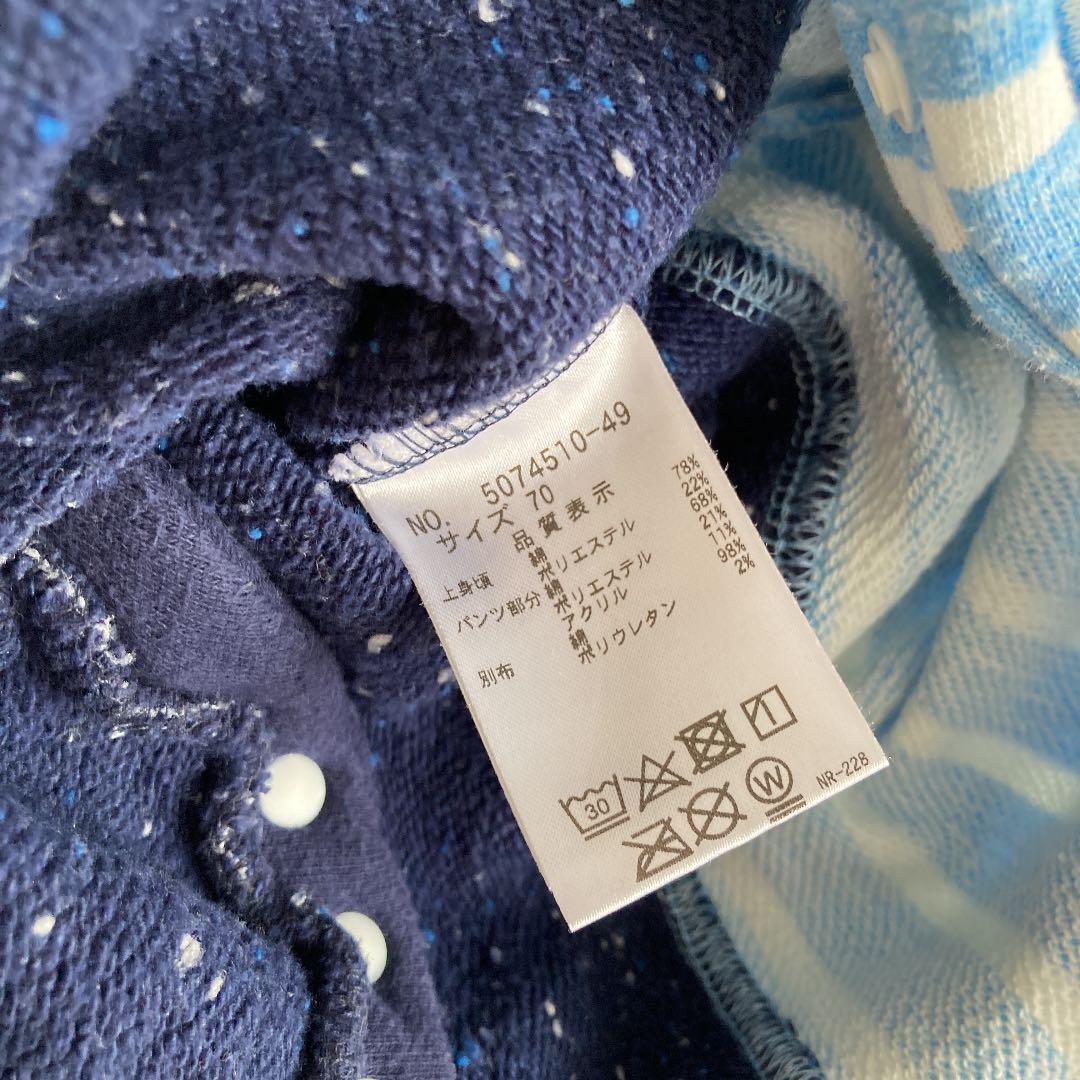 NO. 5074510-49
サイズ 70
品質表示
上身頃 綿 78%
ポリエステル 22%
パンツ部分 綿 68%
ポリエステル 21%
アクリル 11%
別布 綿 98%
ポリウレタン 2%
30
W
NR-228